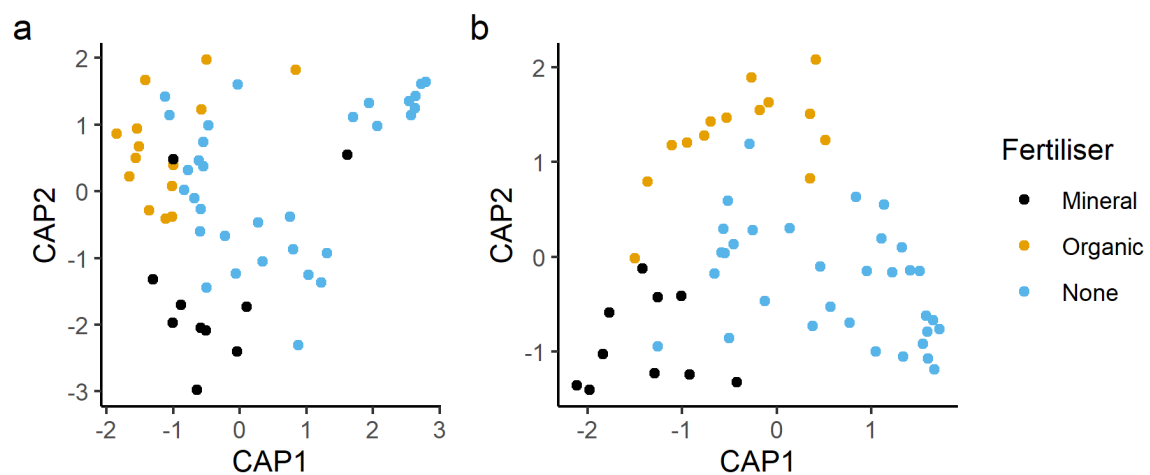 a
2
1
0
-1
-2
-3
CAP2
-2 -1 0 1 2 3
CAP1
b
2
1
0
-1
CAP2
-2 -1 0 1
CAP1
Fertiliser
Mineral
Organic
None